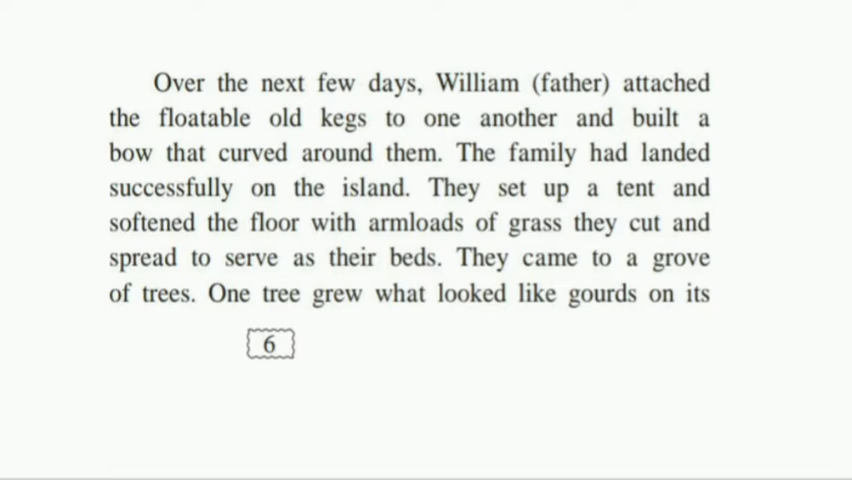 Over the next few days, William (father) attached
the floatable old kegs to one another and built a
bow that curved around them. The family had landed
successfully on the island. They set up a tent and
softened the floor with armloads of grass they cut and
spread to serve as their beds. They came to a grove
of trees. One tree grew what looked like gourds on its
6